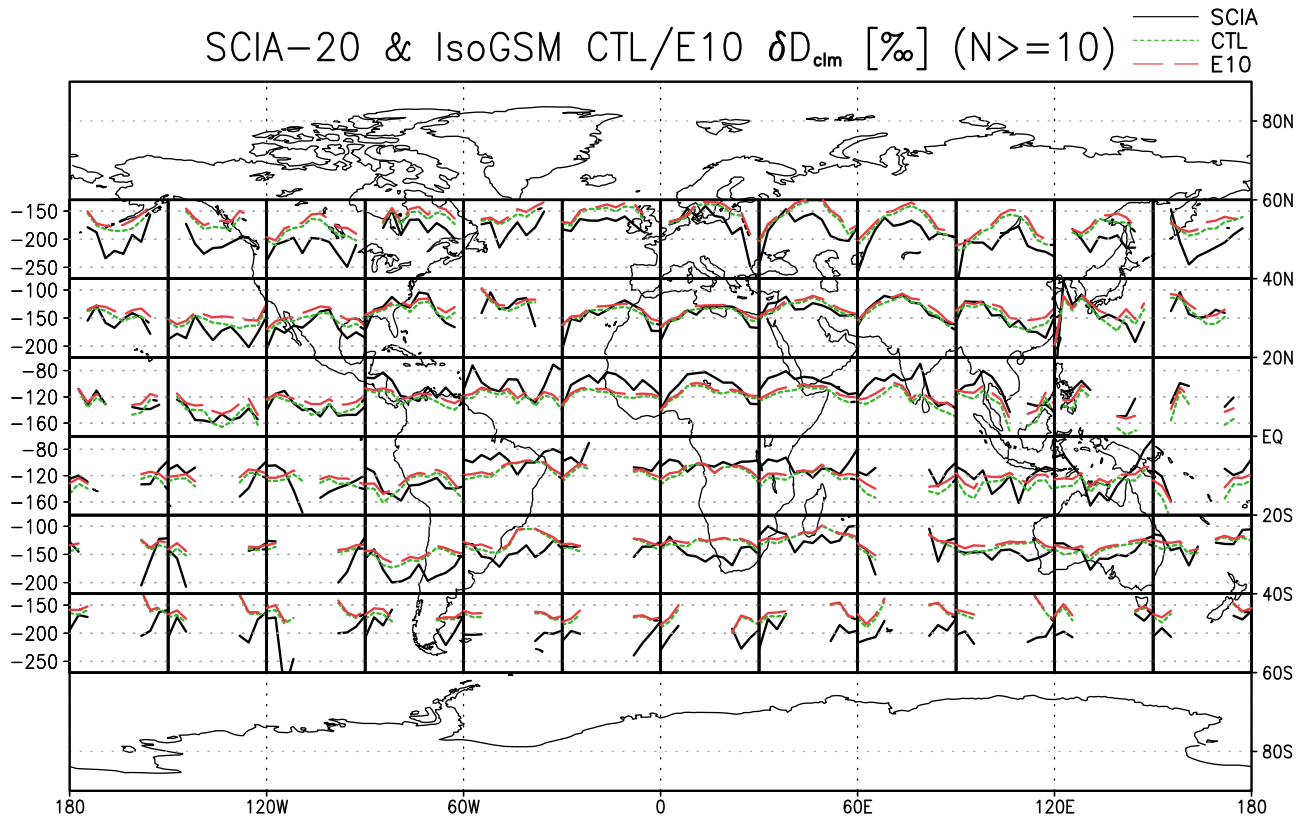 SCIA-20 & IsoGSM CTL/E10 δD_clm [‰] (N>=10)
SCIA
CTL
E10
80N
60N
−150
−200
−250
40N
−100
−150
−200
20N
−80
−120
−160
EQ
−80
−120
−160
20S
−100
−150
−200
40S
−150
−200
−250
60S
80S
180 120W 60W 0 60E 120E 180